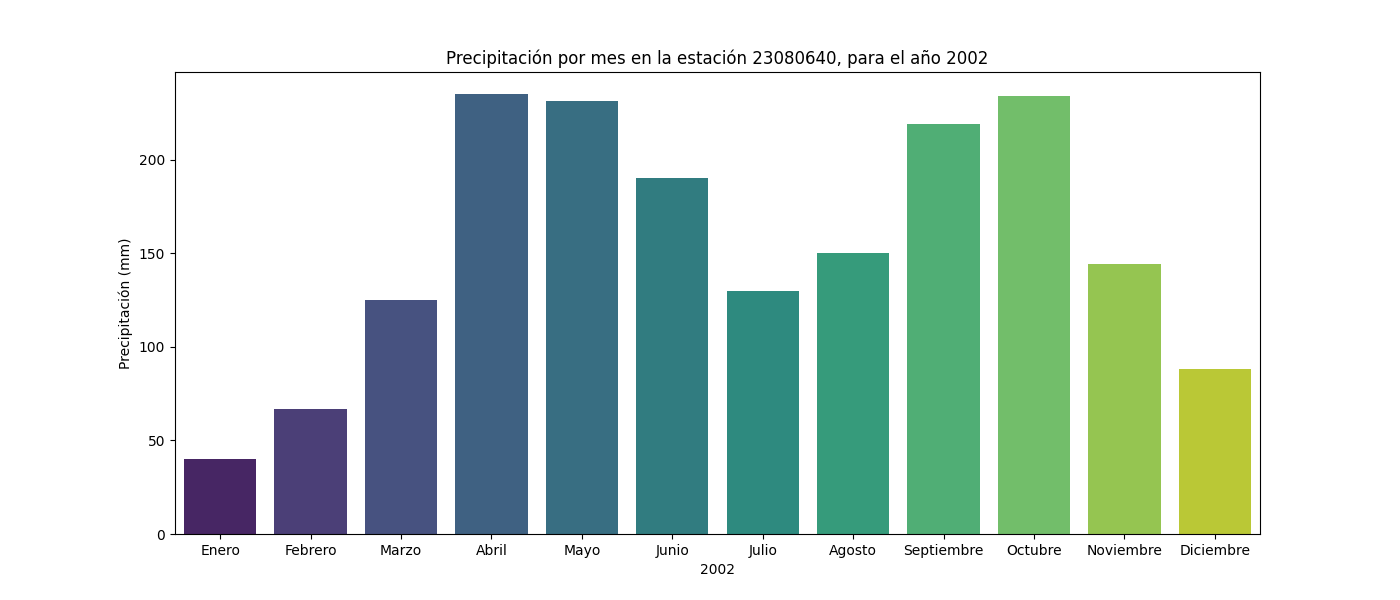 Precipitación por mes en la estación 23080640, para el año 2002
Precipitación (mm)
200
150
100
50
0
Enero Febrero Marzo Abril Mayo Junio Julio Agosto Septiembre Octubre Noviembre Diciembre
2002